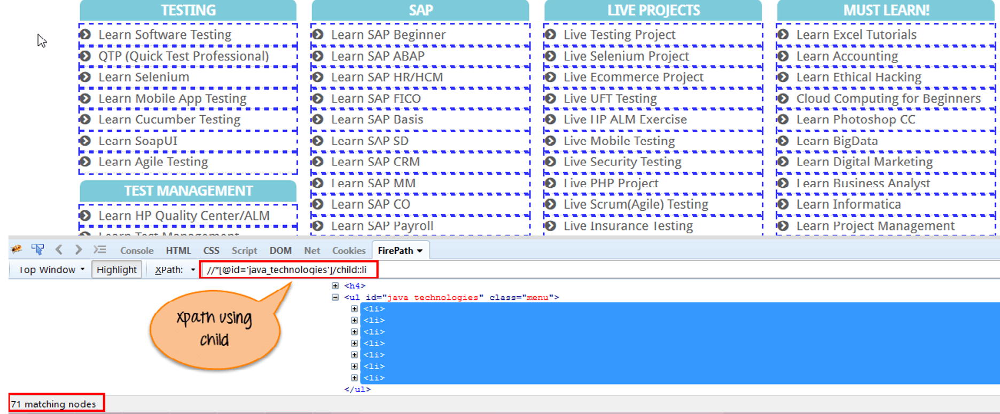 TESTING
Learn Software Testing
QTP (Quick Test Professional)
Learn Selenium
Learn Mobile App Testing
Learn Cucumber Testing
Learn SoapUI
Learn Agile Testing
TEST MANAGEMENT
Learn HP Quality Center/ALM
Learn Test Management
SAP
Learn SAP Beginner
Learn SAP ABAP
Learn SAP HR/HCM
Learn SAP FICO
Learn SAP Basis
Learn SAP SD
Learn SAP CRM
Learn SAP MM
Learn SAP CO
Learn SAP Payroll
LIVE PROJECTS
Live Testing Project
Live Selenium Project
Live Ecommerce Project
Live UFT Testing
Live HP ALM Exercise
Live Mobile Testing
Live Security Testing
Live PHP Project
Live Scrum(Agile) Testing
Live Insurance Testing
MUST LEARN!
Learn Excel Tutorials
Learn Accounting
Learn Ethical Hacking
Cloud Computing for Beginners
Learn Photoshop CC
Learn BigData
Learn Digital Marketing
Learn Business Analyst
Learn Informatica
Learn Project Management
Console HTML CSS Script DOM Net Cookies FirePath
Top Window Highlight XPath: //*[@id='java_technologies']/child::li
<h4>
<ul id="java technologies" class="menu">
<li>
<li>
<li>
<li>
<li>
<li>
<li>
</ul>
xpath using
child
71 matching nodes